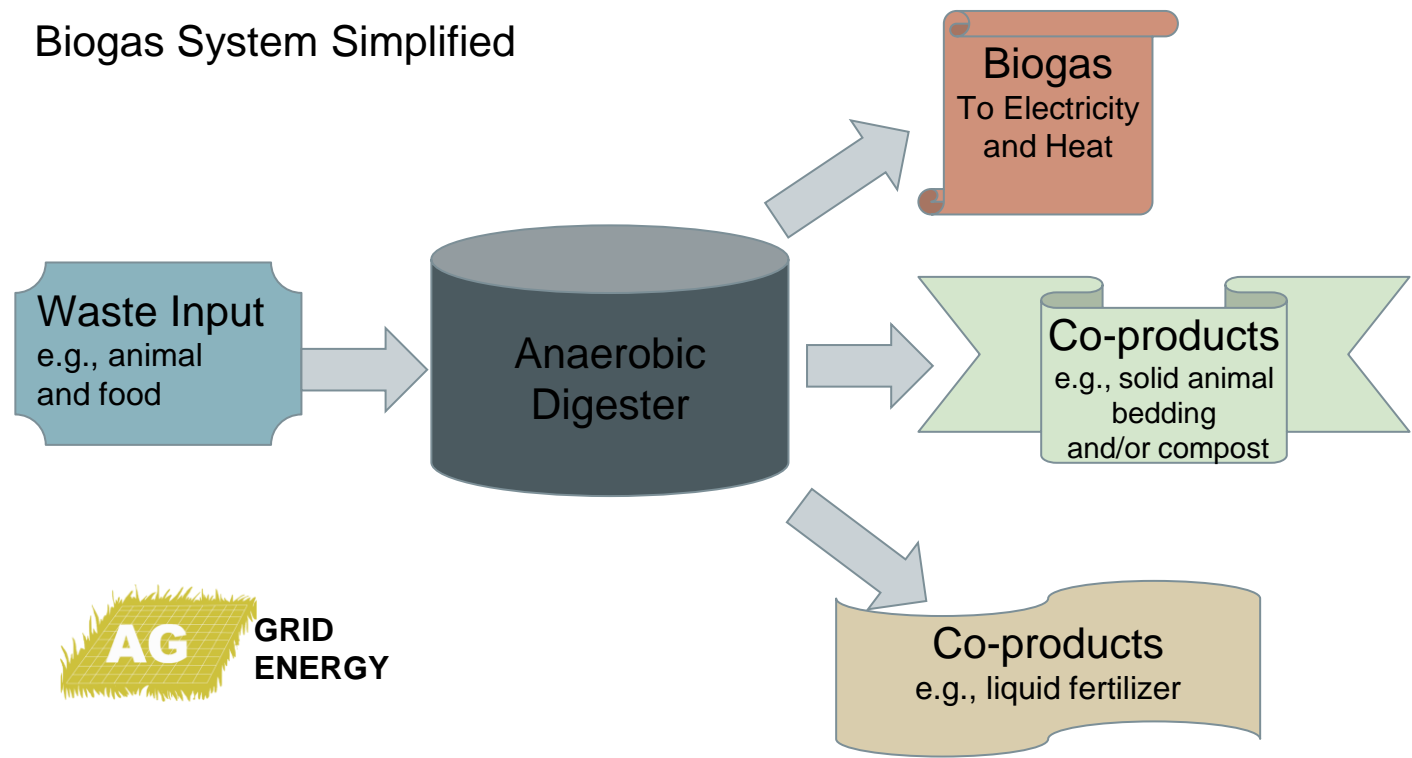 Biogas System Simplified
Biogas
To Electricity
and Heat
Waste Input
e.g., animal
and food
Anaerobic
Digester
Co-products
e.g., solid animal
bedding
and/or compost
Co-products
e.g., liquid fertilizer
AG
GRID
ENERGY